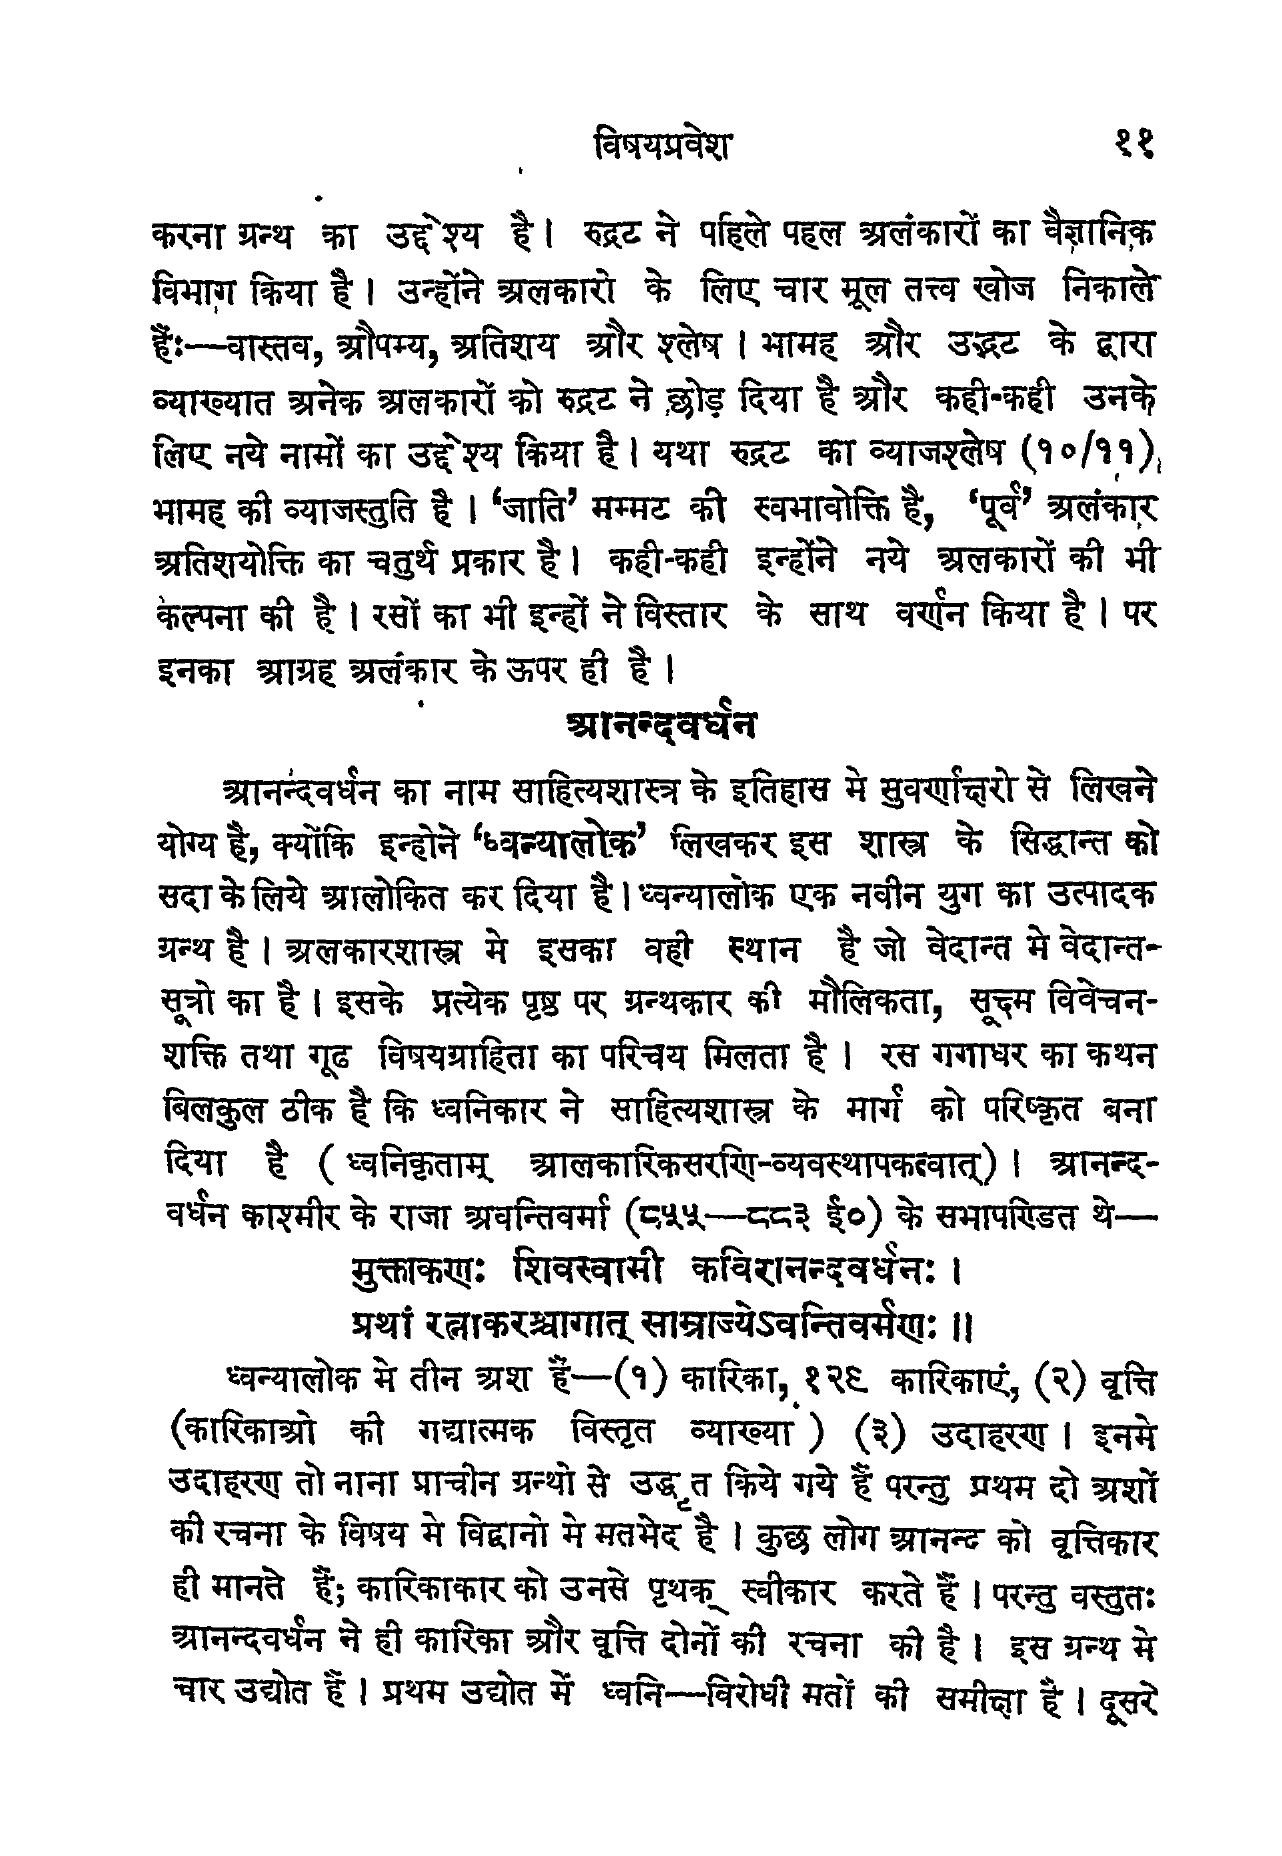 विषयप्रवेश ११
करना ग्रन्थ का उद्देश्य है। रुद्रट ने पहिले पहल अलंकारों का वैज्ञानिक
विभाग किया है। उन्होंने अलकारो के लिए चार मूल तत्त्व खोज निकाले
हैं:—वास्तव, औपम्य, अतिशय और श्लेष। भामह और उद्भट के द्वारा
व्याख्यात अनेक अलकारों को रुद्रट ने छोड़ दिया है और कही-कही उनके
लिए नये नामों का उद्देश्य किया है। यथा रुद्रट का व्याजश्लेष (१०/११)
भामह की व्याजस्तुति है। ‘जाति’ मम्मट की स्वभावोक्ति है, ‘पूर्व’ अलंकार
अतिशयोक्ति का चतुर्थ प्रकार है। कही-कही इन्होंने नये अलकारों की भी
कल्पना की है। रसों का भी इन्हों ने विस्तार के साथ वर्णन किया है। पर
इनका आग्रह अलंकार के ऊपर ही है।
आनन्दवर्धन
आनन्दवर्धन का नाम साहित्यशास्त्र के इतिहास मे सुवर्णाक्षरो से लिखने
योग्य है, क्योंकि इन्होने ‘ध्वन्यालोक’ लिखकर इस शास्त्र के सिद्धान्त को
सदा के लिये आलोकित कर दिया है। ध्वन्यालोक एक नवीन युग का उत्पादक
ग्रन्थ है। अलकारशास्त्र मे इसका वही स्थान है जो वेदान्त मे वेदान्त-
सूत्रो का है। इसके प्रत्येक पृष्ठ पर ग्रन्थकार की मौलिकता, सूक्ष्म विवेचन-
शक्ति तथा गूढ विषयग्राहिता का परिचय मिलता है। रस गगाधर का कथन
बिलकुल ठीक है कि ध्वनिकार ने साहित्यशास्त्र के मार्ग को परिष्कृत बना
दिया है (ध्वनिकृताम् आलकारिकसरणि-व्यवस्थापकत्वात्)। आनन्द-
वर्धन काश्मीर के राजा अवन्तिवर्मा (८५५—८८३ ई०) के सभापण्डित थे—
मुक्ताकणः शिवस्वामी कविरानन्दवर्धनः।
प्रथां रत्नाकरश्चागात् साम्राज्येऽवन्तिवर्मणः॥
ध्वन्यालोक मे तीन अश हैं—(१) कारिका, १२९ कारिकाएं, (२) वृत्ति
(कारिकाओ की गद्यात्मक विस्तृत व्याख्या) (३) उदाहरण। इनमे
उदाहरण तो नाना प्राचीन ग्रन्थो से उद्धृत किये गये हैं परन्तु प्रथम दो अशों
की रचना के विषय मे विद्वानो मे मतभेद है। कुछ लोग आनन्द को वृत्तिकार
ही मानते हैं; कारिकाकार को उनसे पृथक् स्वीकार करते हैं। परन्तु वस्तुतः
आनन्दवर्धन ने ही कारिका और वृत्ति दोनों की रचना की है। इस ग्रन्थ मे
चार उद्योत हैं। प्रथम उद्योत में ध्वनि—विरोधी मतों की समीक्षा है। दूसरे